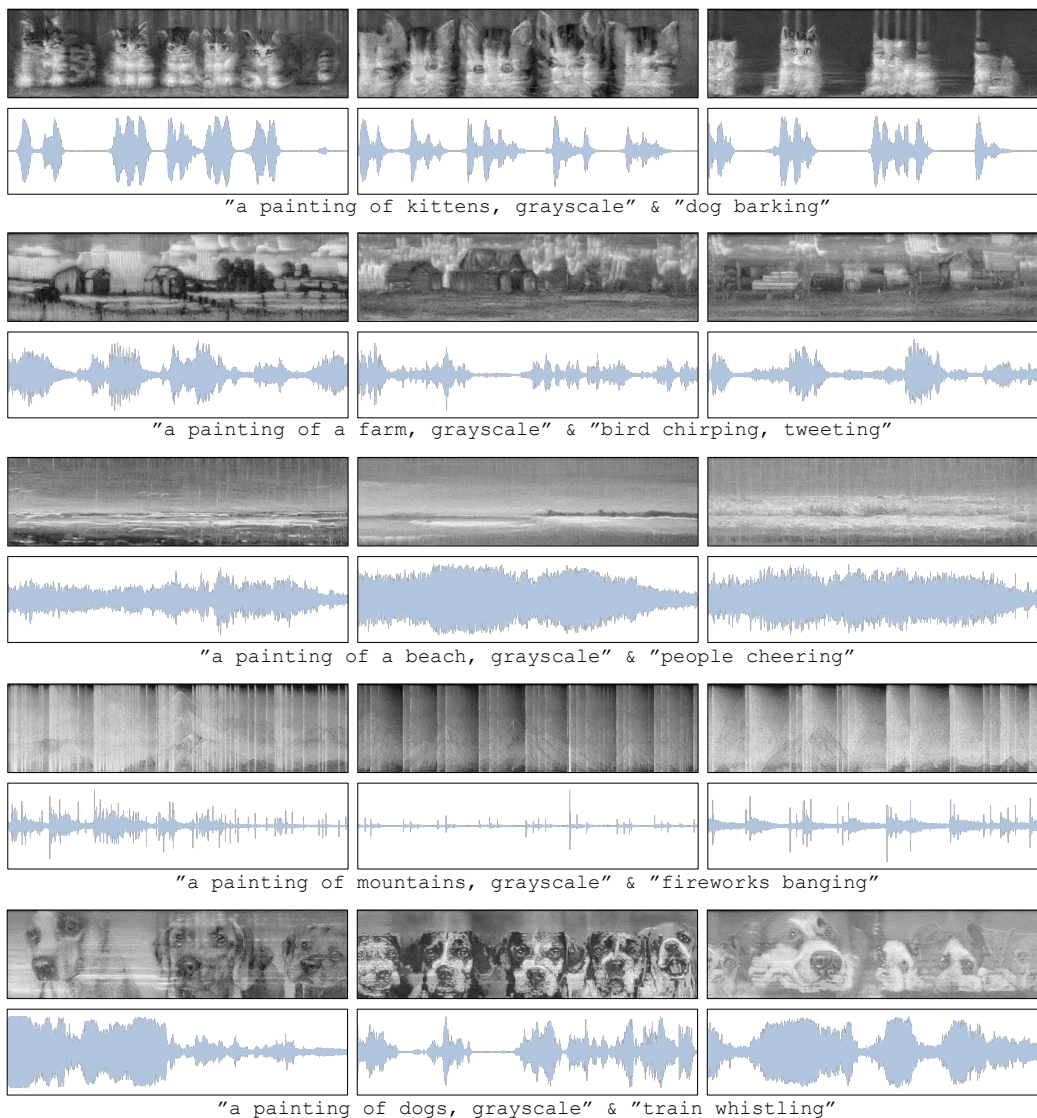 ”a painting of kittens, grayscale” & ”dog barking”
”a painting of a farm, grayscale” & ”bird chirping, tweeting”
”a painting of a beach, grayscale” & ”people cheering”
”a painting of mountains, grayscale” & ”fireworks banging”
”a painting of dogs, grayscale” & ”train whistling”